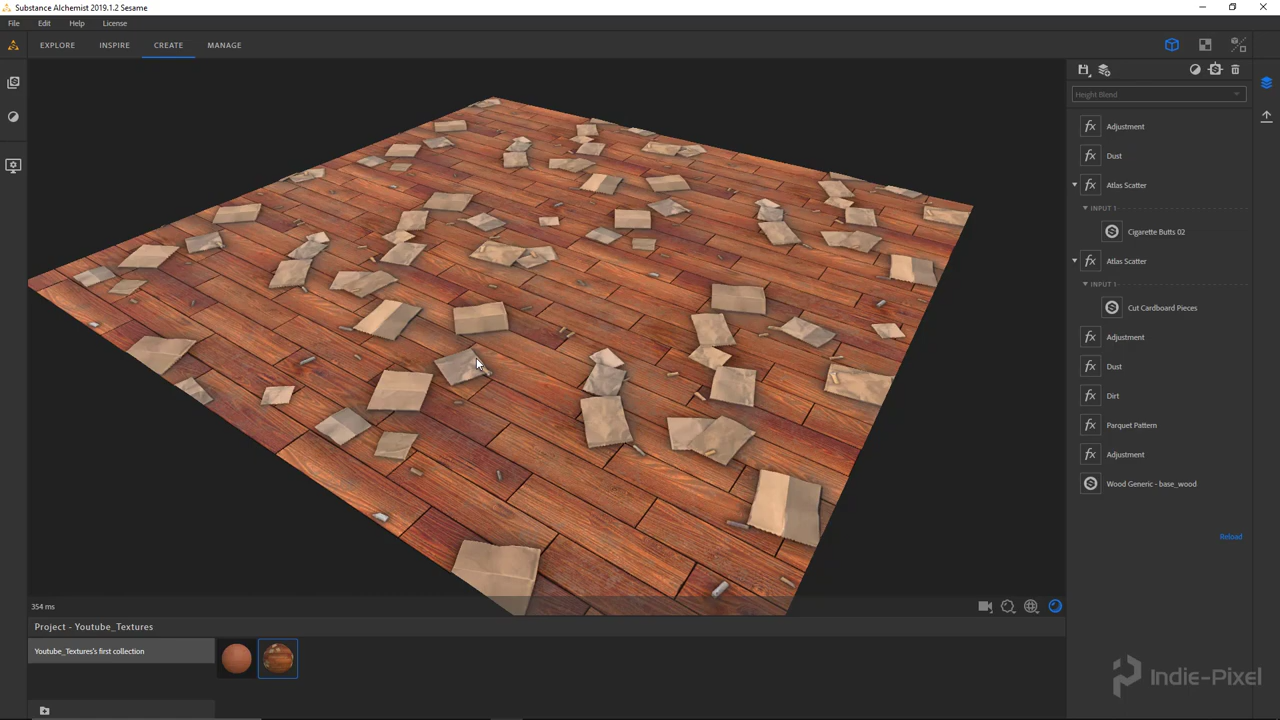 Substance Alchemist 2019.1.2 Sesame
File Edit Help License
EXPLORE INSPIRE CREATE MANAGE
Height Blend
Adjustment
Dust
Atlas Scatter
INPUT 1
Cigarette Butts 02
Atlas Scatter
INPUT 1
Cut Cardboard Pieces
Adjustment
Dust
Dirt
Parquet Pattern
Adjustment
Wood Generic - base_wood
Reload
354 ms
Project - Youtube_Textures
Youtube_Textures's first collection
Indie-Pixel